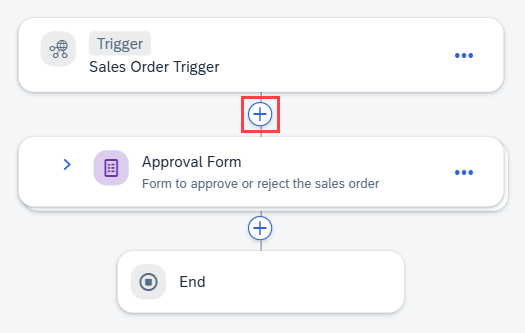 Trigger
Sales Order Trigger
Approval Form
Form to approve or reject the sales order
End